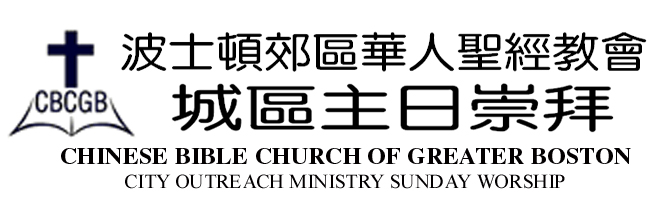 波士頓郊區華人聖經教會
CBCGB
城區主日崇拜
CHINESE BIBLE CHURCH OF GREATER BOSTON
CITY OUTREACH MINISTRY SUNDAY WORSHIP